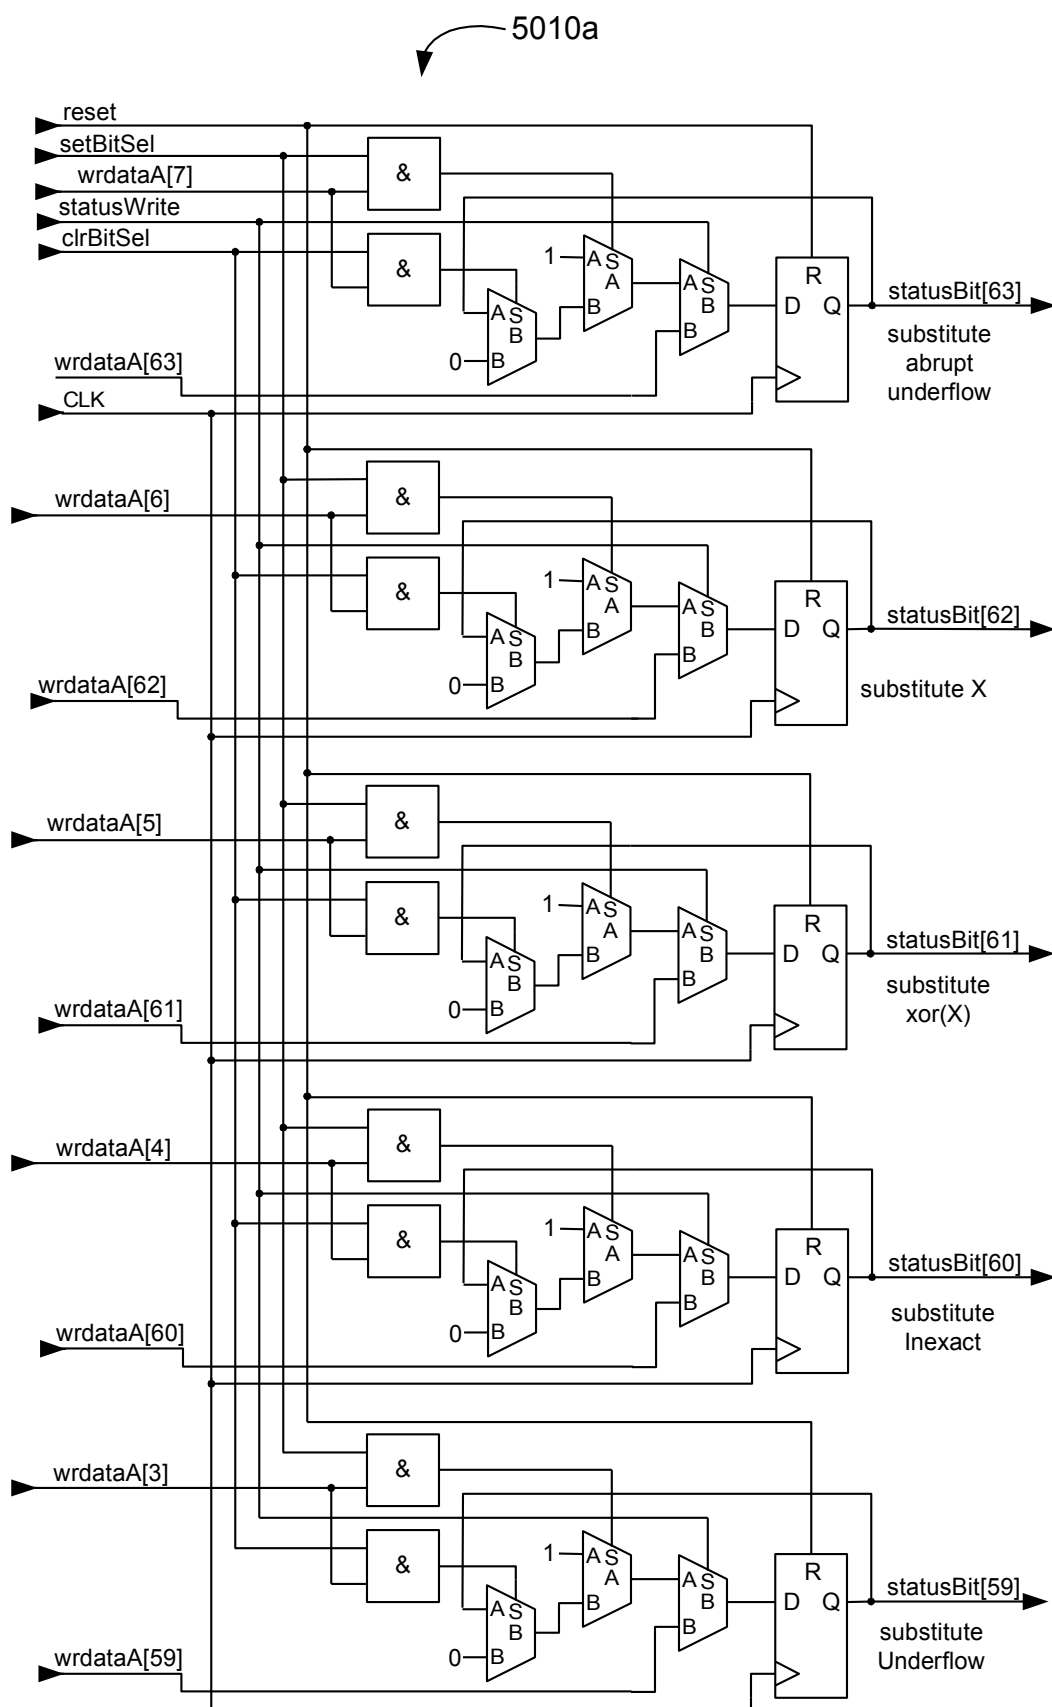 5010a
reset
setBitSel
wrdataA[7]
statusWrite
clrBitSel
&
&
1 A S A
A S B
A S B
B
B
0 B
R
D Q
statusBit[63]
substitute
abrupt
underflow
wrdataA[63]
CLK
wrdataA[6]
&
&
1 A S A
A S B
A S B
B
B
0 B
R
D Q
statusBit[62]
substitute X
wrdataA[62]
wrdataA[5]
&
&
1 A S A
A S B
A S B
B
B
0 B
R
D Q
statusBit[61]
substitute
xor(X)
wrdataA[61]
wrdataA[4]
&
&
1 A S A
A S B
A S B
B
B
0 B
R
D Q
statusBit[60]
substitute
Inexact
wrdataA[60]
wrdataA[3]
&
&
1 A S A
A S B
A S B
B
B
0 B
R
D Q
statusBit[59]
substitute
Underflow
wrdataA[59]